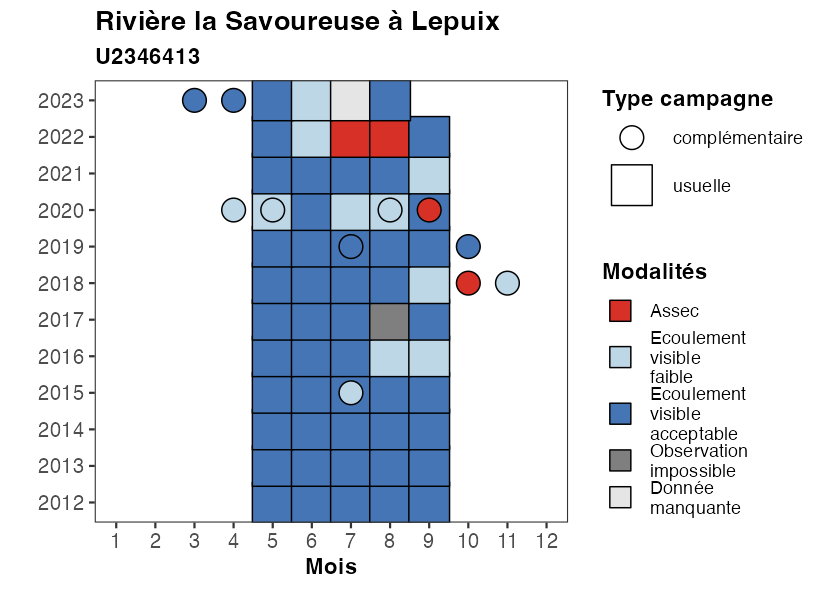 Rivière la Savoureuse à Lepuix
U2346413
2023
2022
2021
2020
2019
2018
2017
2016
2015
2014
2013
2012
1 2 3 4 5 6 7 8 9 10 11 12
Mois
Type campagne
complémentaire
usuelle
Modalités
Assec
Ecoulement
visible
faible
Ecoulement
visible
acceptable
Observation
impossible
Donnée
manquante